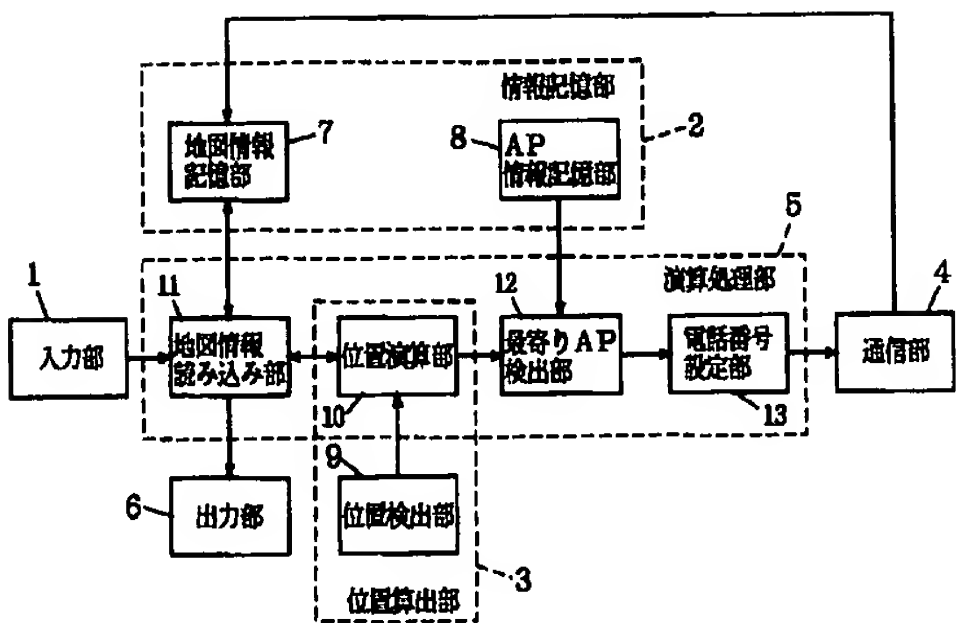 情報記憶部
2
7
地図情報
記憶部
8
AP
情報記憶部
5
演算処理部
1
入力部
11
地図情報
読み込み部
位置演算部
10
12
最寄りAP
検出部
電話番号
設定部
13
4
通信部
6
出力部
9
位置検出部
3
位置算出部